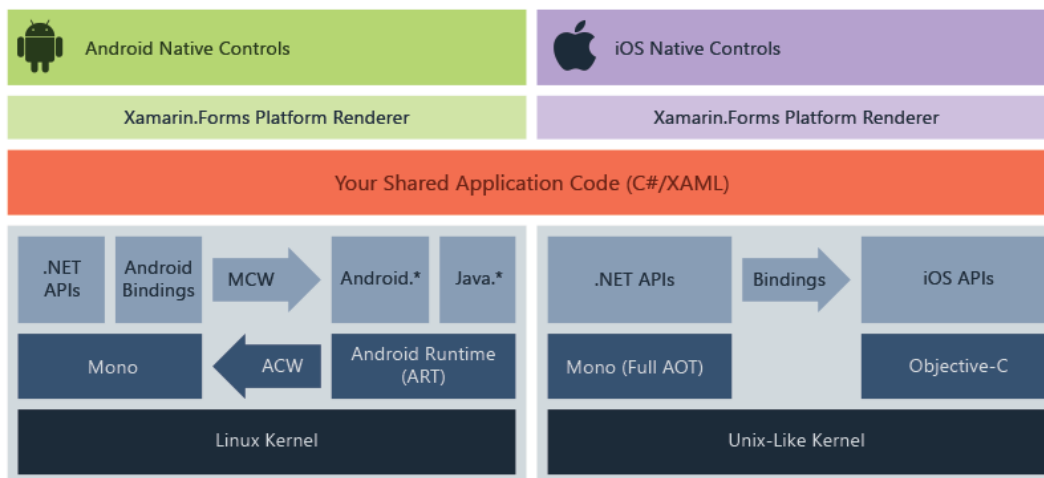 Android Native Controls
iOS Native Controls
Xamarin.Forms Platform Renderer
Xamarin.Forms Platform Renderer
Your Shared Application Code (C#/XAML)
.NET
APIs
Android
Bindings
MCW
Android.*
Java.*
.NET APIs
Bindings
iOS APIs
Mono
ACW
Android Runtime
(ART)
Mono (Full AOT)
Objective-C
Linux Kernel
Unix-Like Kernel